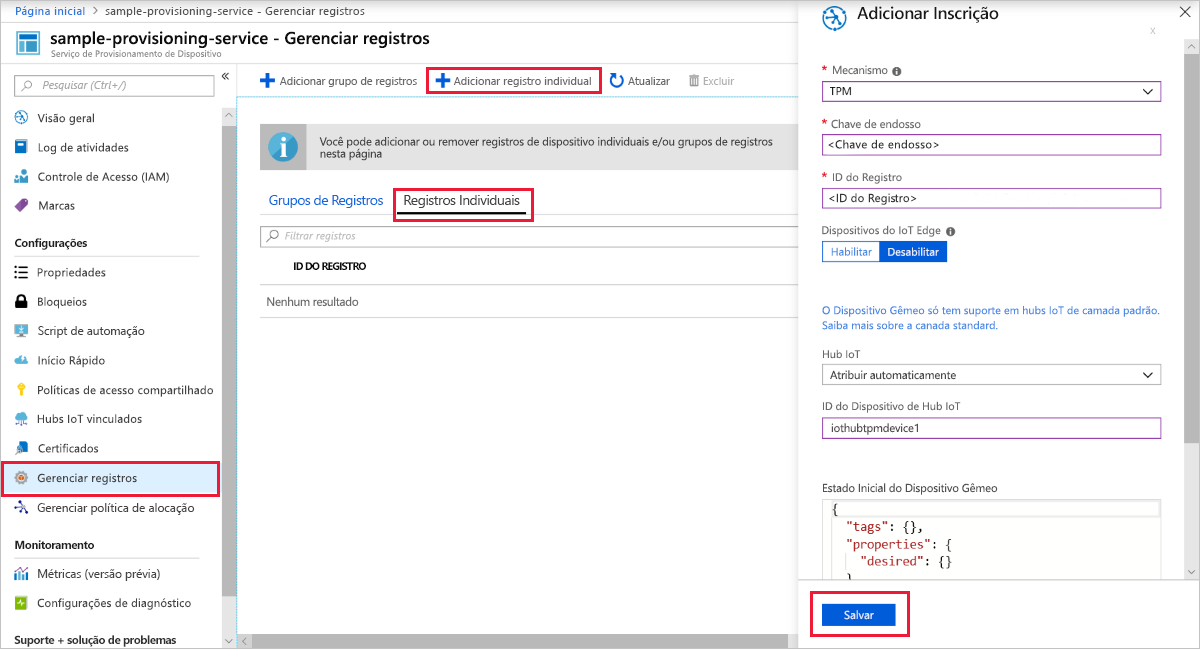 Página inicial > sample-provisioning-service - Gerenciar registros
sample-provisioning-service - Gerenciar registros
Serviço de Provisionamento de Dispositivo
Pesquisar (Ctrl+/)
«
Visão geral
Log de atividades
Controle de Acesso (IAM)
Marcas
Configurações
Propriedades
Bloqueios
Script de automação
Início Rápido
Políticas de acesso compartilhado
Hubs IoT vinculados
Certificados
Gerenciar registros
Gerenciar política de alocação
Monitoramento
Métricas (versão prévia)
Configurações de diagnóstico
Suporte + solução de problemas
Adicionar grupo de registros
Adicionar registro individual
Atualizar
Excluir
Você pode adicionar ou remover registros de dispositivo individuais e/ou grupos de registros
nesta página
Grupos de Registros
Registros Individuais
Filtrar registros
ID DO REGISTRO
Nenhum resultado
Adicionar Inscrição
x
* Mecanismo
TPM
* Chave de endosso
<Chave de endosso>
* ID do Registro
<ID do Registro>
Dispositivos do IoT Edge
Habilitar Desabilitar
O Dispositivo Gêmeo só tem suporte em hubs IoT de camada padrão.
Saiba mais sobre a canada standard.
Hub IoT
Atribuir automaticamente
ID do Dispositivo de Hub IoT
iothubtpmdevice1
Estado Inicial do Dispositivo Gêmeo
{
"tags": {},
"properties": {
"desired": {}
}
Salvar